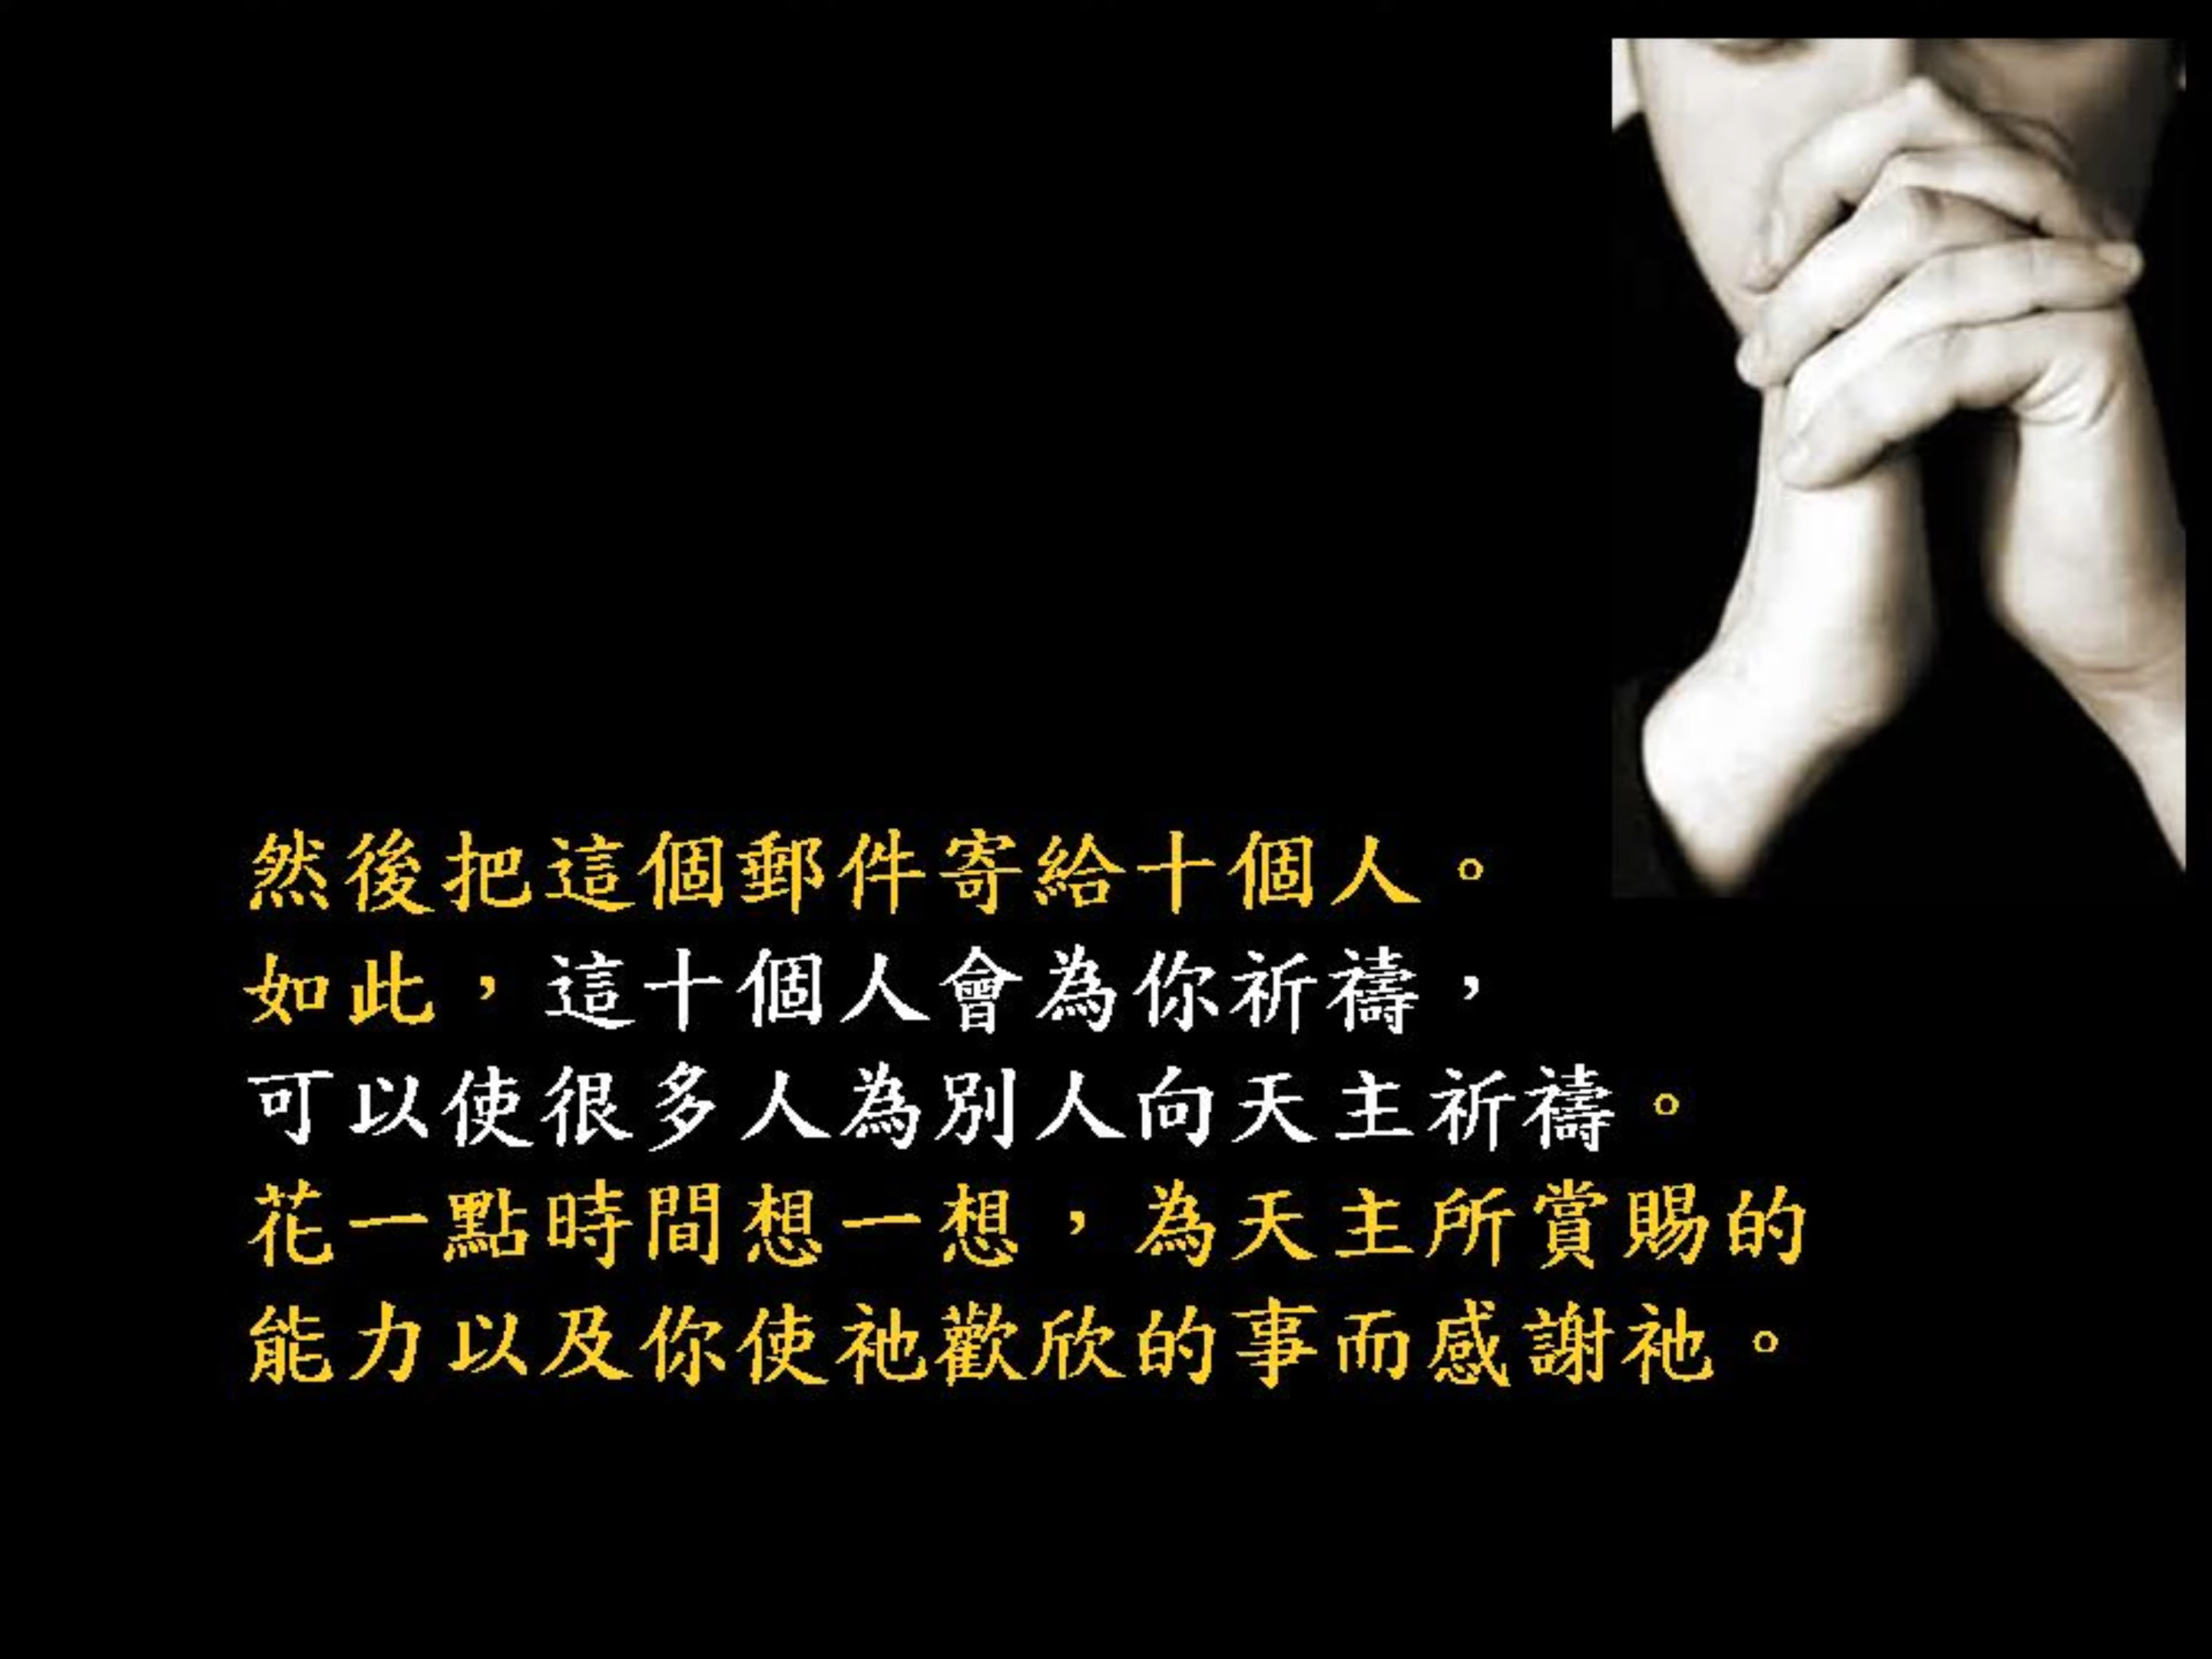 然後把這個郵件寄給十個人。
如此，這十個人會為你祈禱，
可以使很多人為別人向天主祈禱。
花一點時間想一想，為天主所賞賜的
能力以及你使祂歡欣的事而感謝祂。